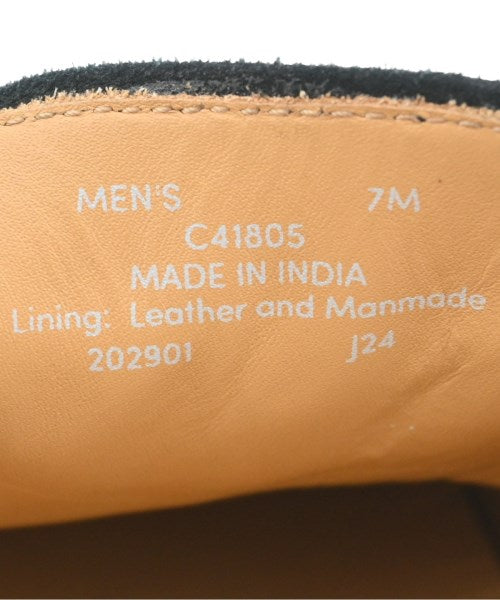 MEN'S 7M
C41805
MADE IN INDIA
Lining: Leather and Manmade
202901 J24